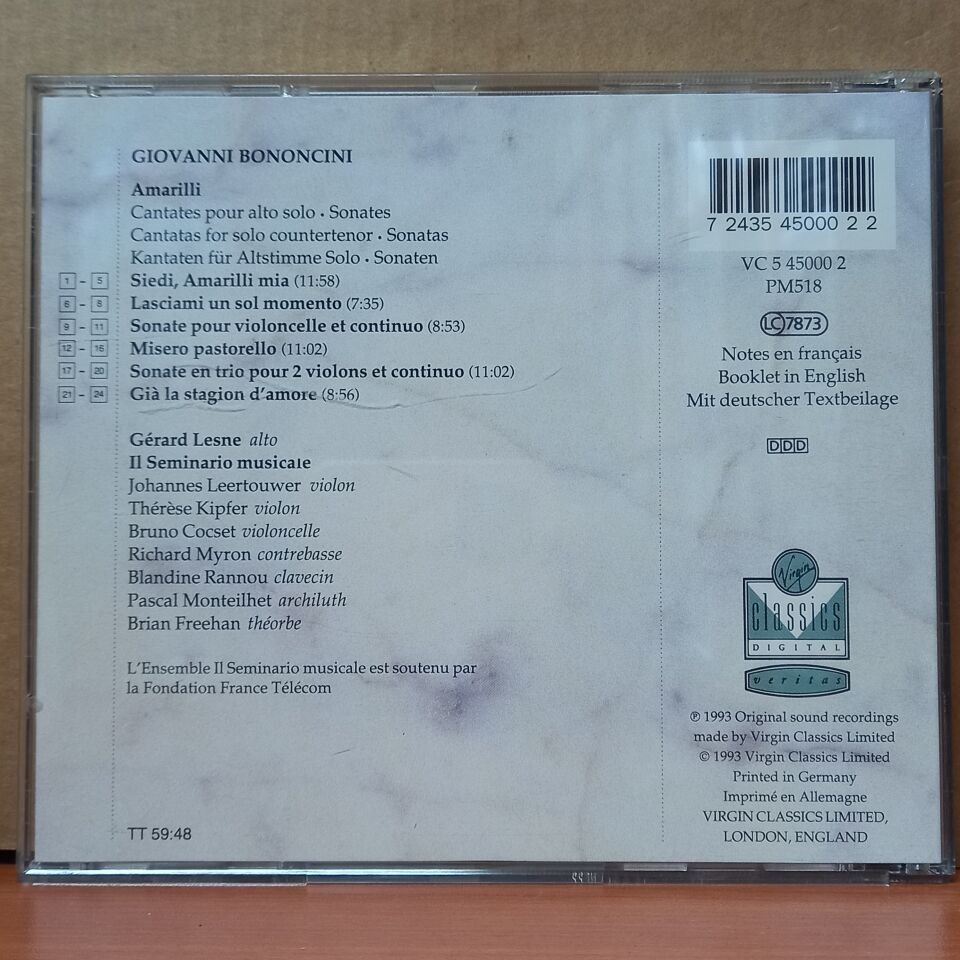 GIOVANNI BONONCINI
Amarilli
Cantates pour alto solo • Sonates
Cantatas for solo countertenor • Sonatas
Kantaten für Altstimme Solo • Sonaten
1 - 5 Siedi, Amarilli mia (11:58)
6 - 8 Lasciami un sol momento (7:35)
9 - 11 Sonate pour violoncelle et continuo (8:53)
12 - 16 Misero pastorello (11:02)
17 - 20 Sonate en trio pour 2 violons et continuo (11:02)
21 - 24 Già la stagion d'amore (8:56)
Gérard Lesne alto
Il Seminario musicale
Johannes Leertouwer violon
Thérèse Kipfer violon
Bruno Cocset violoncelle
Richard Myron contrebasse
Blandine Rannou clavecin
Pascal Monteilhet archiluth
Brian Freehan théorbe
L'Ensemble Il Seminario musicale est soutenu par
la Fondation France Télécom
TT 59:48
7 24354 50002 2
VC 5 45000 2
PM518
LC 7873
Notes en français
Booklet in English
Mit deutscher Textbeilage
DDD
Virgin
classics
DIGITAL
veritas
℗ 1993 Original sound recordings
made by Virgin Classics Limited
© 1993 Virgin Classics Limited
Printed in Germany
Imprimé en Allemagne
VIRGIN CLASSICS LIMITED,
LONDON, ENGLAND